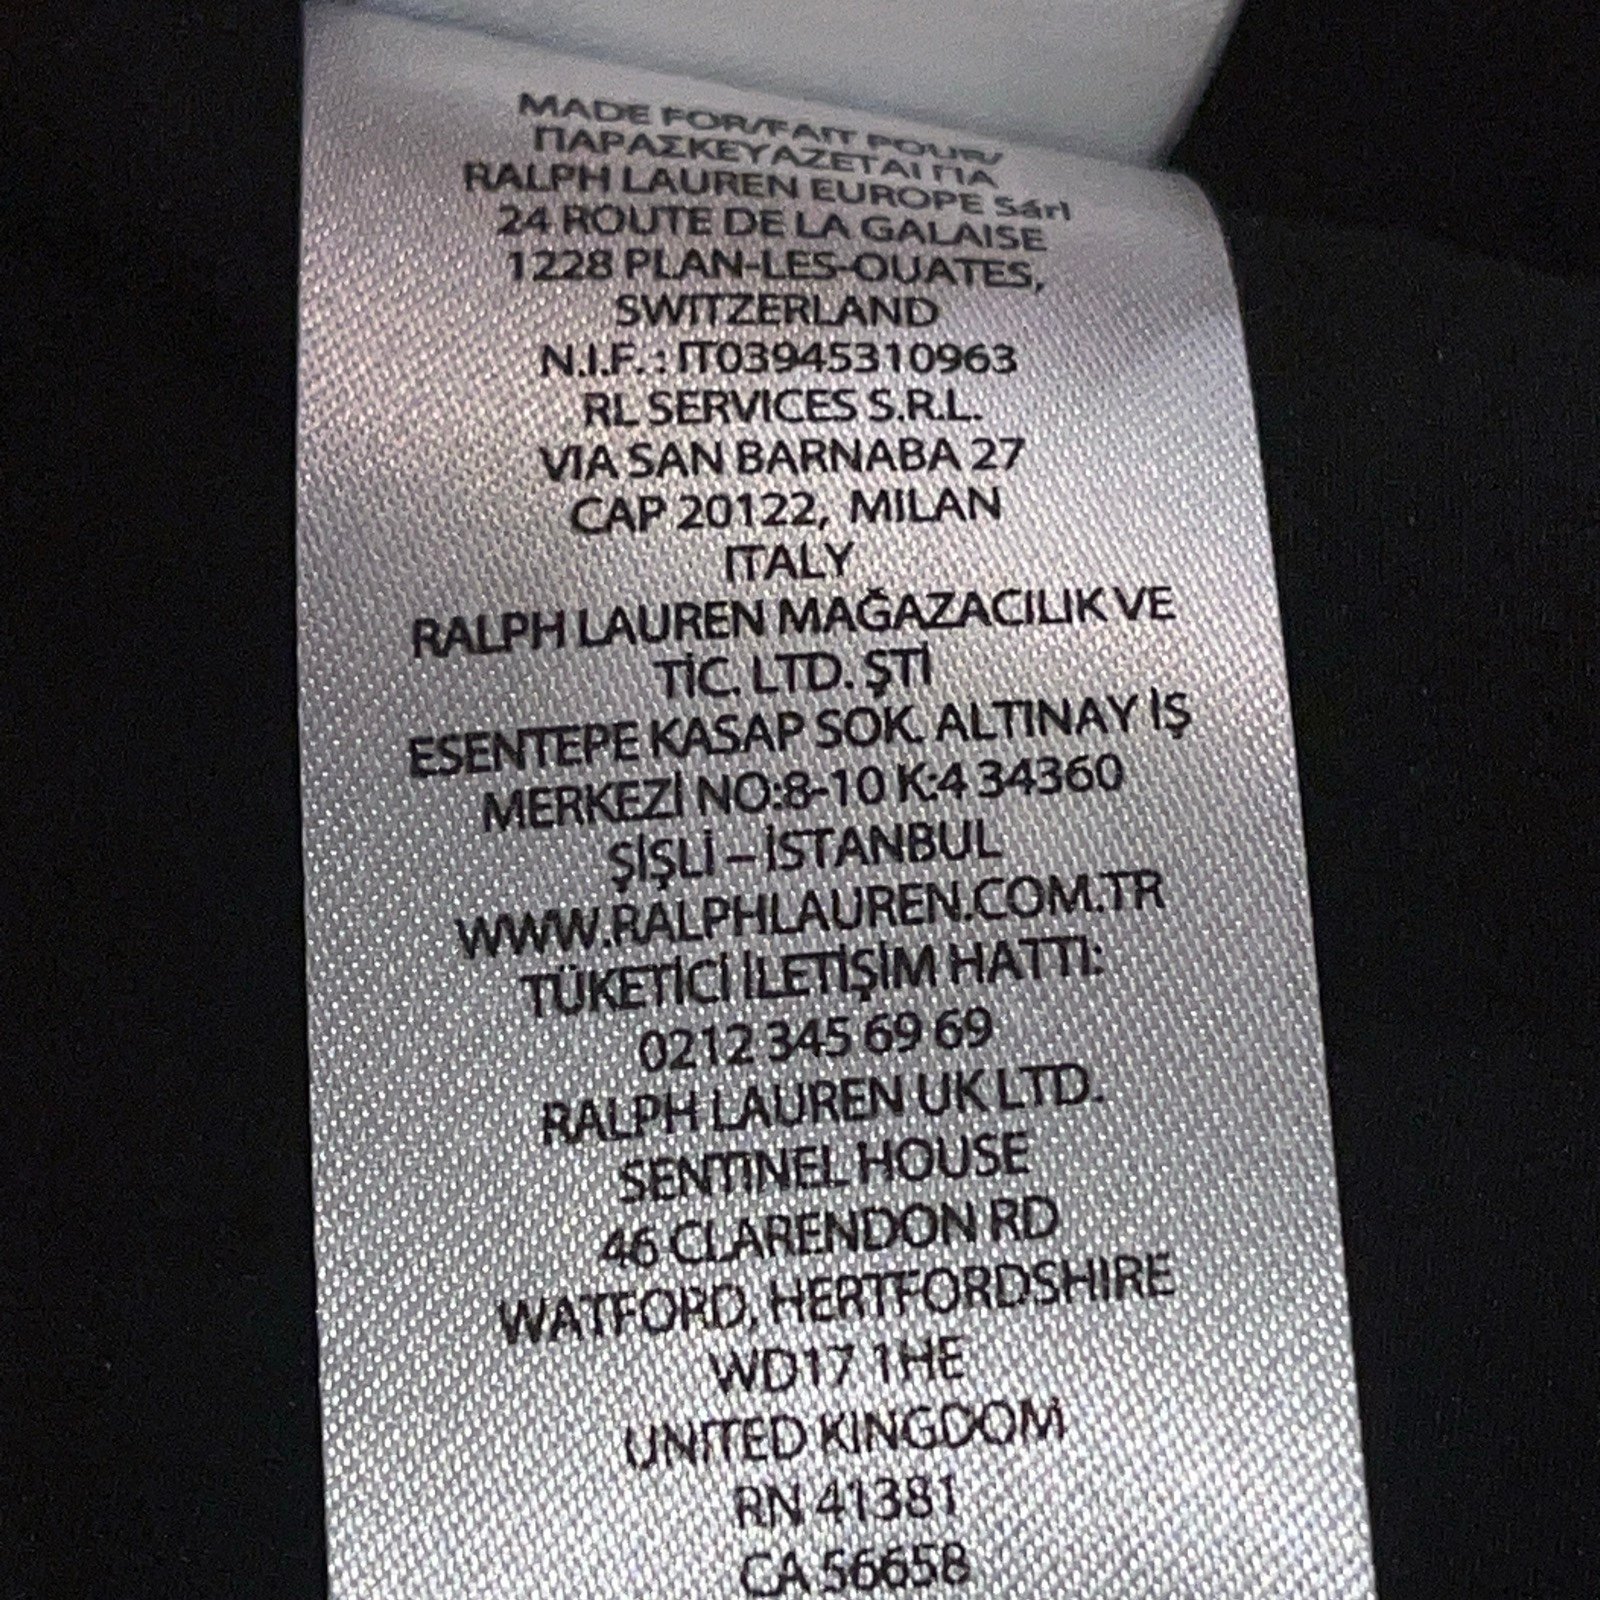 MADE FOR/FAIT POUR/
ΠΑΡΑΣΚΕΥΑΖΕΤΑΙ ΓΙΑ
RALPH LAUREN EUROPE Sárl
24 ROUTE DE LA GALAISE
1228 PLAN-LES-OUATES,
SWITZERLAND
N.I.F. : IT03945310963
RL SERVICES S.R.L.
VIA SAN BARNABA 27
CAP 20122, MILAN
ITALY
RALPH LAUREN MAĞAZACILIK VE
TİC. LTD. ŞTİ
ESENTEPE KASAP SOK. ALTINAY İŞ
MERKEZİ NO:8-10 K:4 34360
ŞİŞLİ – İSTANBUL
WWW.RALPHLAUREN.COM.TR
TÜKETİCİ İLETİŞİM HATTI:
0212 345 69 69
RALPH LAUREN UK LTD.
SENTINEL HOUSE
46 CLARENDON RD
WATFORD, HERTFORDSHIRE
WD17 1HE
UNITED KINGDOM
RN 41381
CA 56658